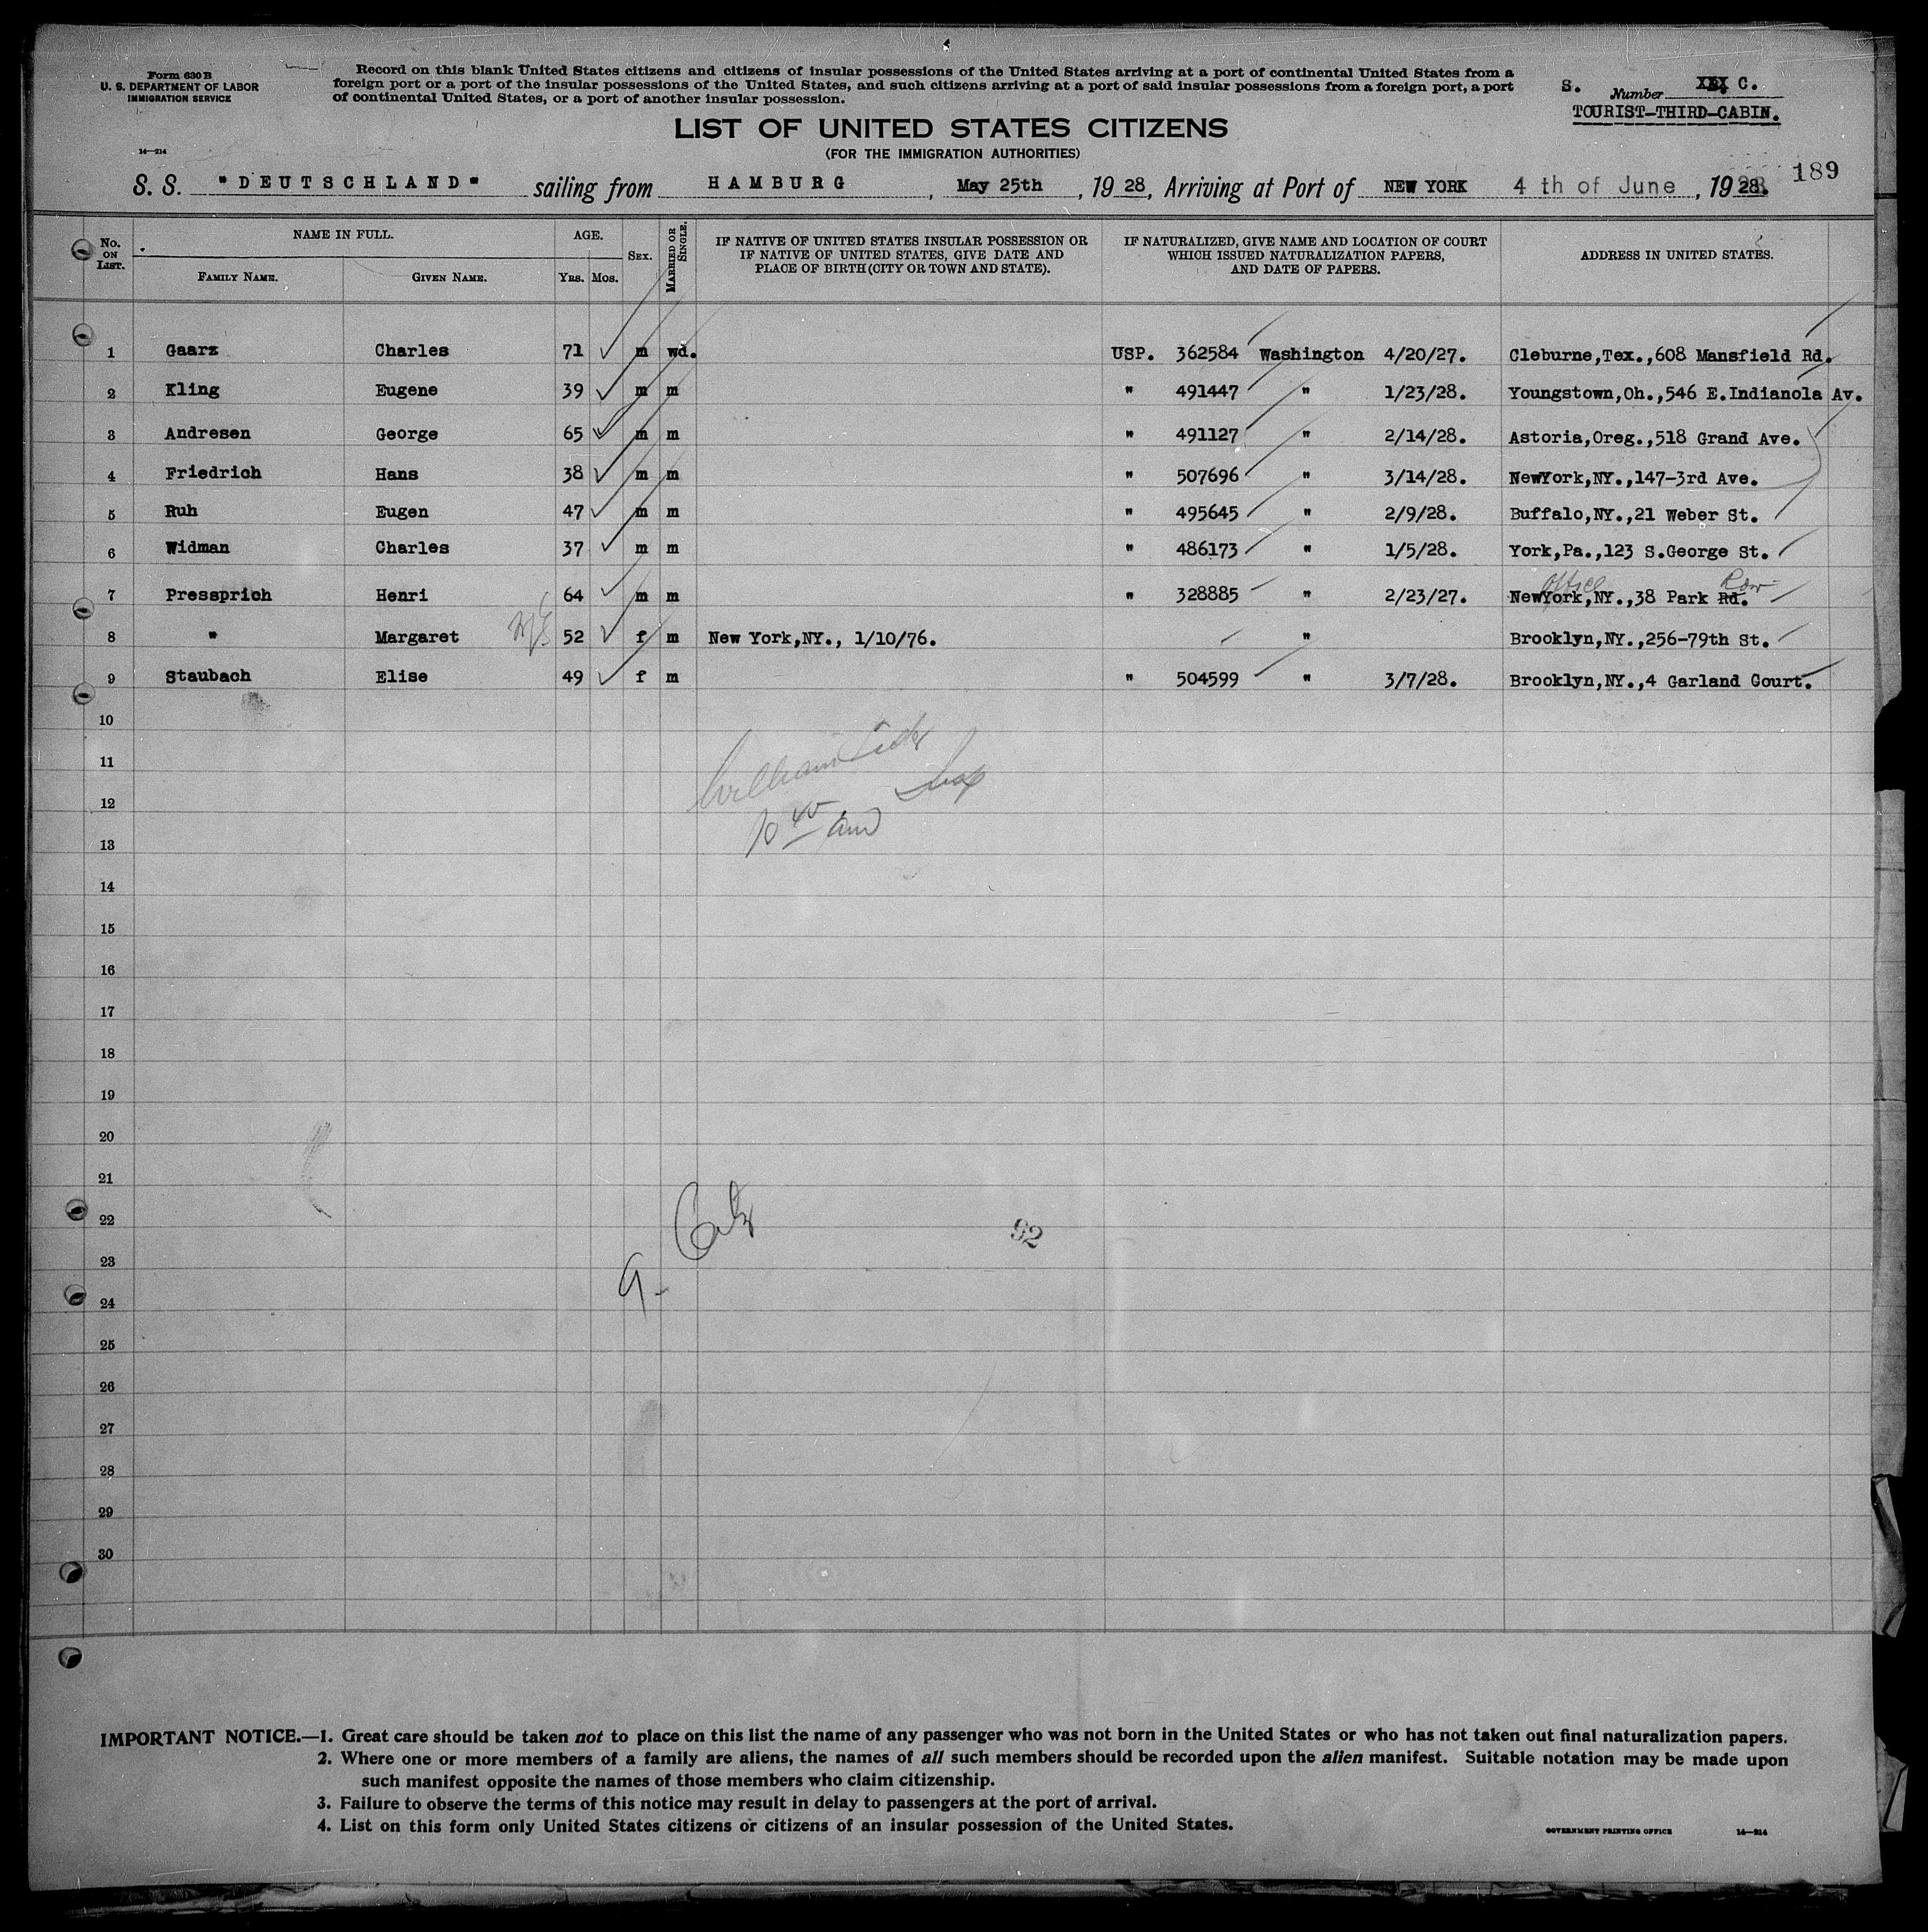 Form 630 B
U. S. DEPARTMENT OF LABOR
IMMIGRATION SERVICE
14—214
Record on this blank United States citizens and citizens of insular possessions of the United States arriving at a port of continental United States from a
foreign port or a port of the insular possessions of the United States, and such citizens arriving at a port of said insular possessions from a foreign port, a port
of continental United States, or a port of another insular possession.
S. Number XXX C.
TOURIST-THIRD-CABIN.
LIST OF UNITED STATES CITIZENS
(FOR THE IMMIGRATION AUTHORITIES)
189
S. S. "DEUTSCHLAND" sailing from HAMBURG, May 25th, 1928, Arriving at Port of NEW YORK 4 th of June, 1928.
No. ON LIST. NAME IN FULL. FAMILY NAME. GIVEN NAME. AGE. YRS. MOS. SEX. MARRIED OR SINGLE.
IF NATIVE OF UNITED STATES INSULAR POSSESSION OR
IF NATIVE OF UNITED STATES, GIVE DATE AND
PLACE OF BIRTH (CITY OR TOWN AND STATE).
IF NATURALIZED, GIVE NAME AND LOCATION OF COURT
WHICH ISSUED NATURALIZATION PAPERS,
AND DATE OF PAPERS.
ADDRESS IN UNITED STATES.
1 Gaarz Charles 71 m wd. USP. 362584 Washington 4/20/27. Cleburne,Tex.,608 Mansfield Rd.
2 Kling Eugene 39 m m " 491447 " 1/23/28. Youngstown,Oh.,546 E.Indianola Av.
3 Andresen George 65 m m " 491127 " 2/14/28. Astoria,Oreg.,518 Grand Ave.
4 Friedrich Hans 38 m m " 507696 " 3/14/28. NewYork,NY.,147-3rd Ave.
5 Ruh Eugen 47 m m " 495645 " 2/9/28. Buffalo,NY.,21 Weber St.
6 Widman Charles 37 m m " 486173 " 1/5/28. York,Pa.,123 S.George St.
office Row
7 Pressprich Henri 64 m m " 328885 " 2/23/27. NewYork,NY.,38 Park Rd.
8 " Margaret 52 f m New York,NY., 1/10/76. " Brooklyn,NY.,256-79th St.
9 Staubach Elise 49 f m " 504599 " 3/7/28. Brooklyn,NY.,4 Garland Court.
10
11
William
Insp
12
10 45 am
13
14
15
16
17
18
19
20
21
22
92
23
9-
24
25
26
27
28
29
30
IMPORTANT NOTICE.—1. Great care should be taken not to place on this list the name of any passenger who was not born in the United States or who has not taken out final naturalization papers.
2. Where one or more members of a family are aliens, the names of all such members should be recorded upon the alien manifest. Suitable notation may be made upon
such manifest opposite the names of those members who claim citizenship.
3. Failure to observe the terms of this notice may result in delay to passengers at the port of arrival.
4. List on this form only United States citizens or citizens of an insular possession of the United States.
GOVERNMENT PRINTING OFFICE 14—214